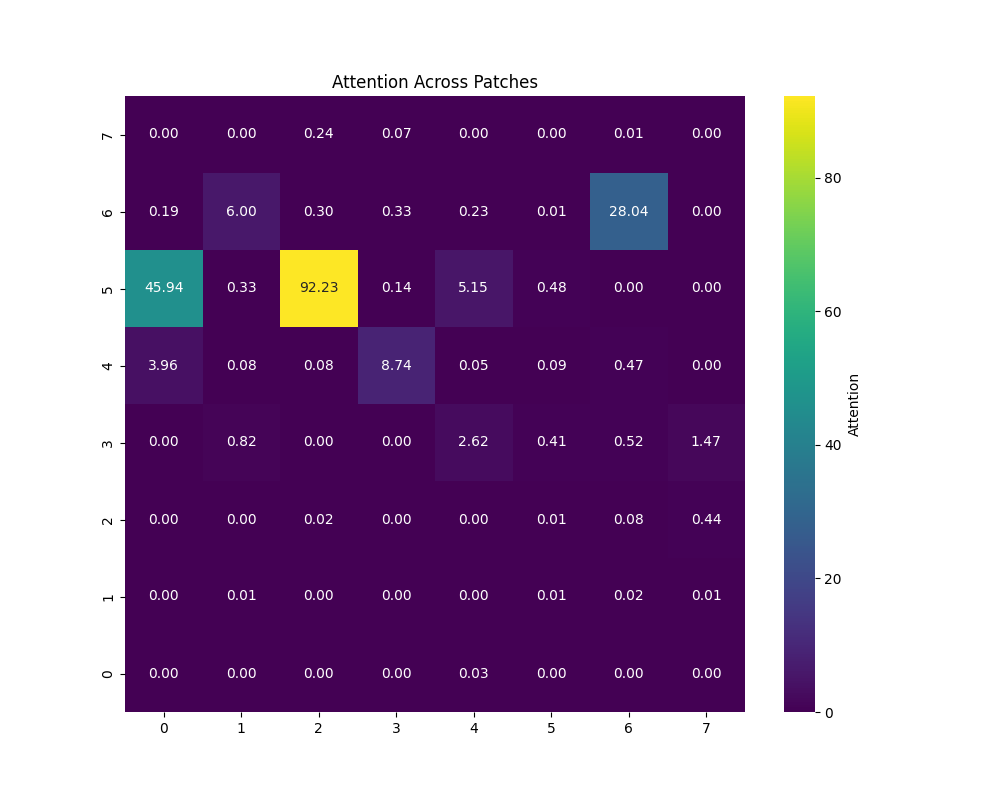 Attention Across Patches
7 0.00 0.00 0.24 0.07 0.00 0.00 0.01 0.00
6 0.19 6.00 0.30 0.33 0.23 0.01 28.04 0.00
5 45.94 0.33 92.23 0.14 5.15 0.48 0.00 0.00
4 3.96 0.08 0.08 8.74 0.05 0.09 0.47 0.00
3 0.00 0.82 0.00 0.00 2.62 0.41 0.52 1.47
2 0.00 0.00 0.02 0.00 0.00 0.01 0.08 0.44
1 0.00 0.01 0.00 0.00 0.00 0.01 0.02 0.01
0 0.00 0.00 0.00 0.00 0.03 0.00 0.00 0.00
0 1 2 3 4 5 6 7
80
60
40
20
0
Attention